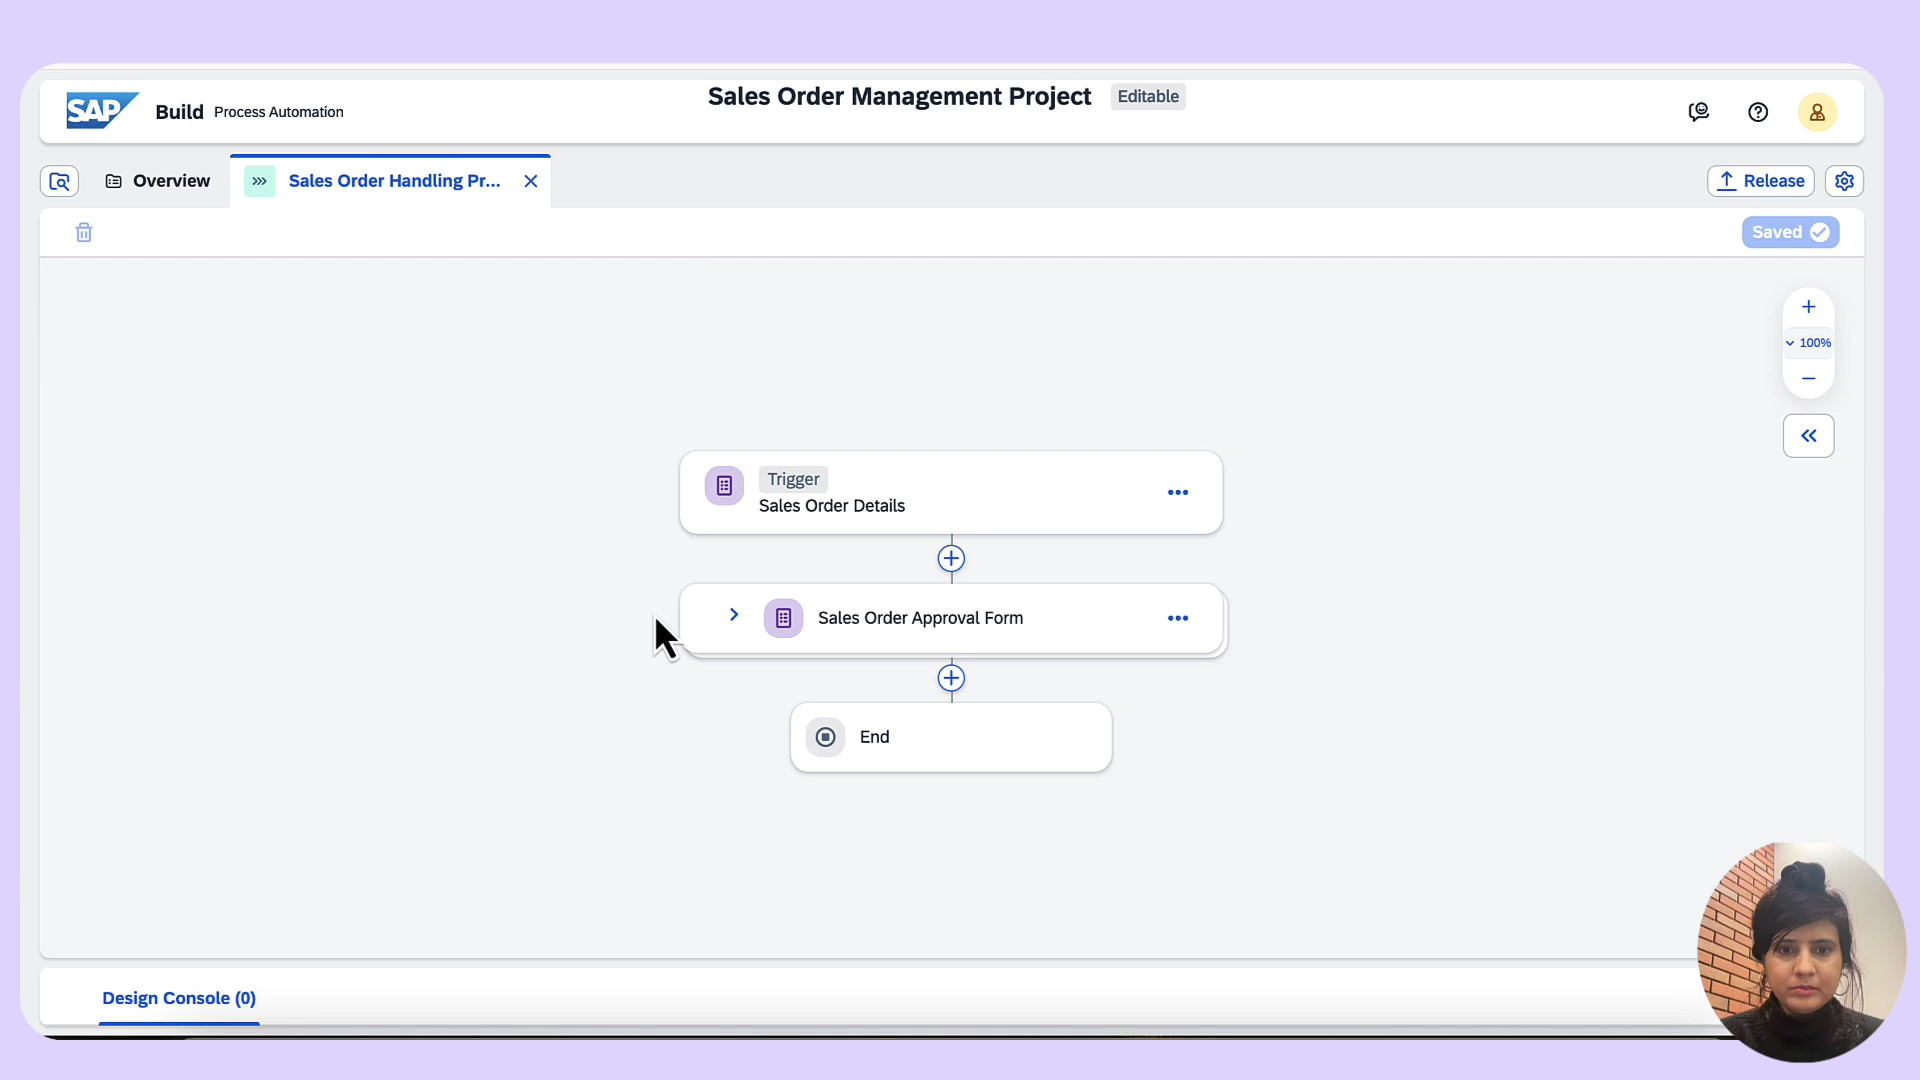 Sales Order Management Project Editable
SAP Build Process Automation
Overview
Sales Order Handling Pr...
Release
Saved
100%
Trigger
Sales Order Details
Sales Order Approval Form
End
Design Console (0)